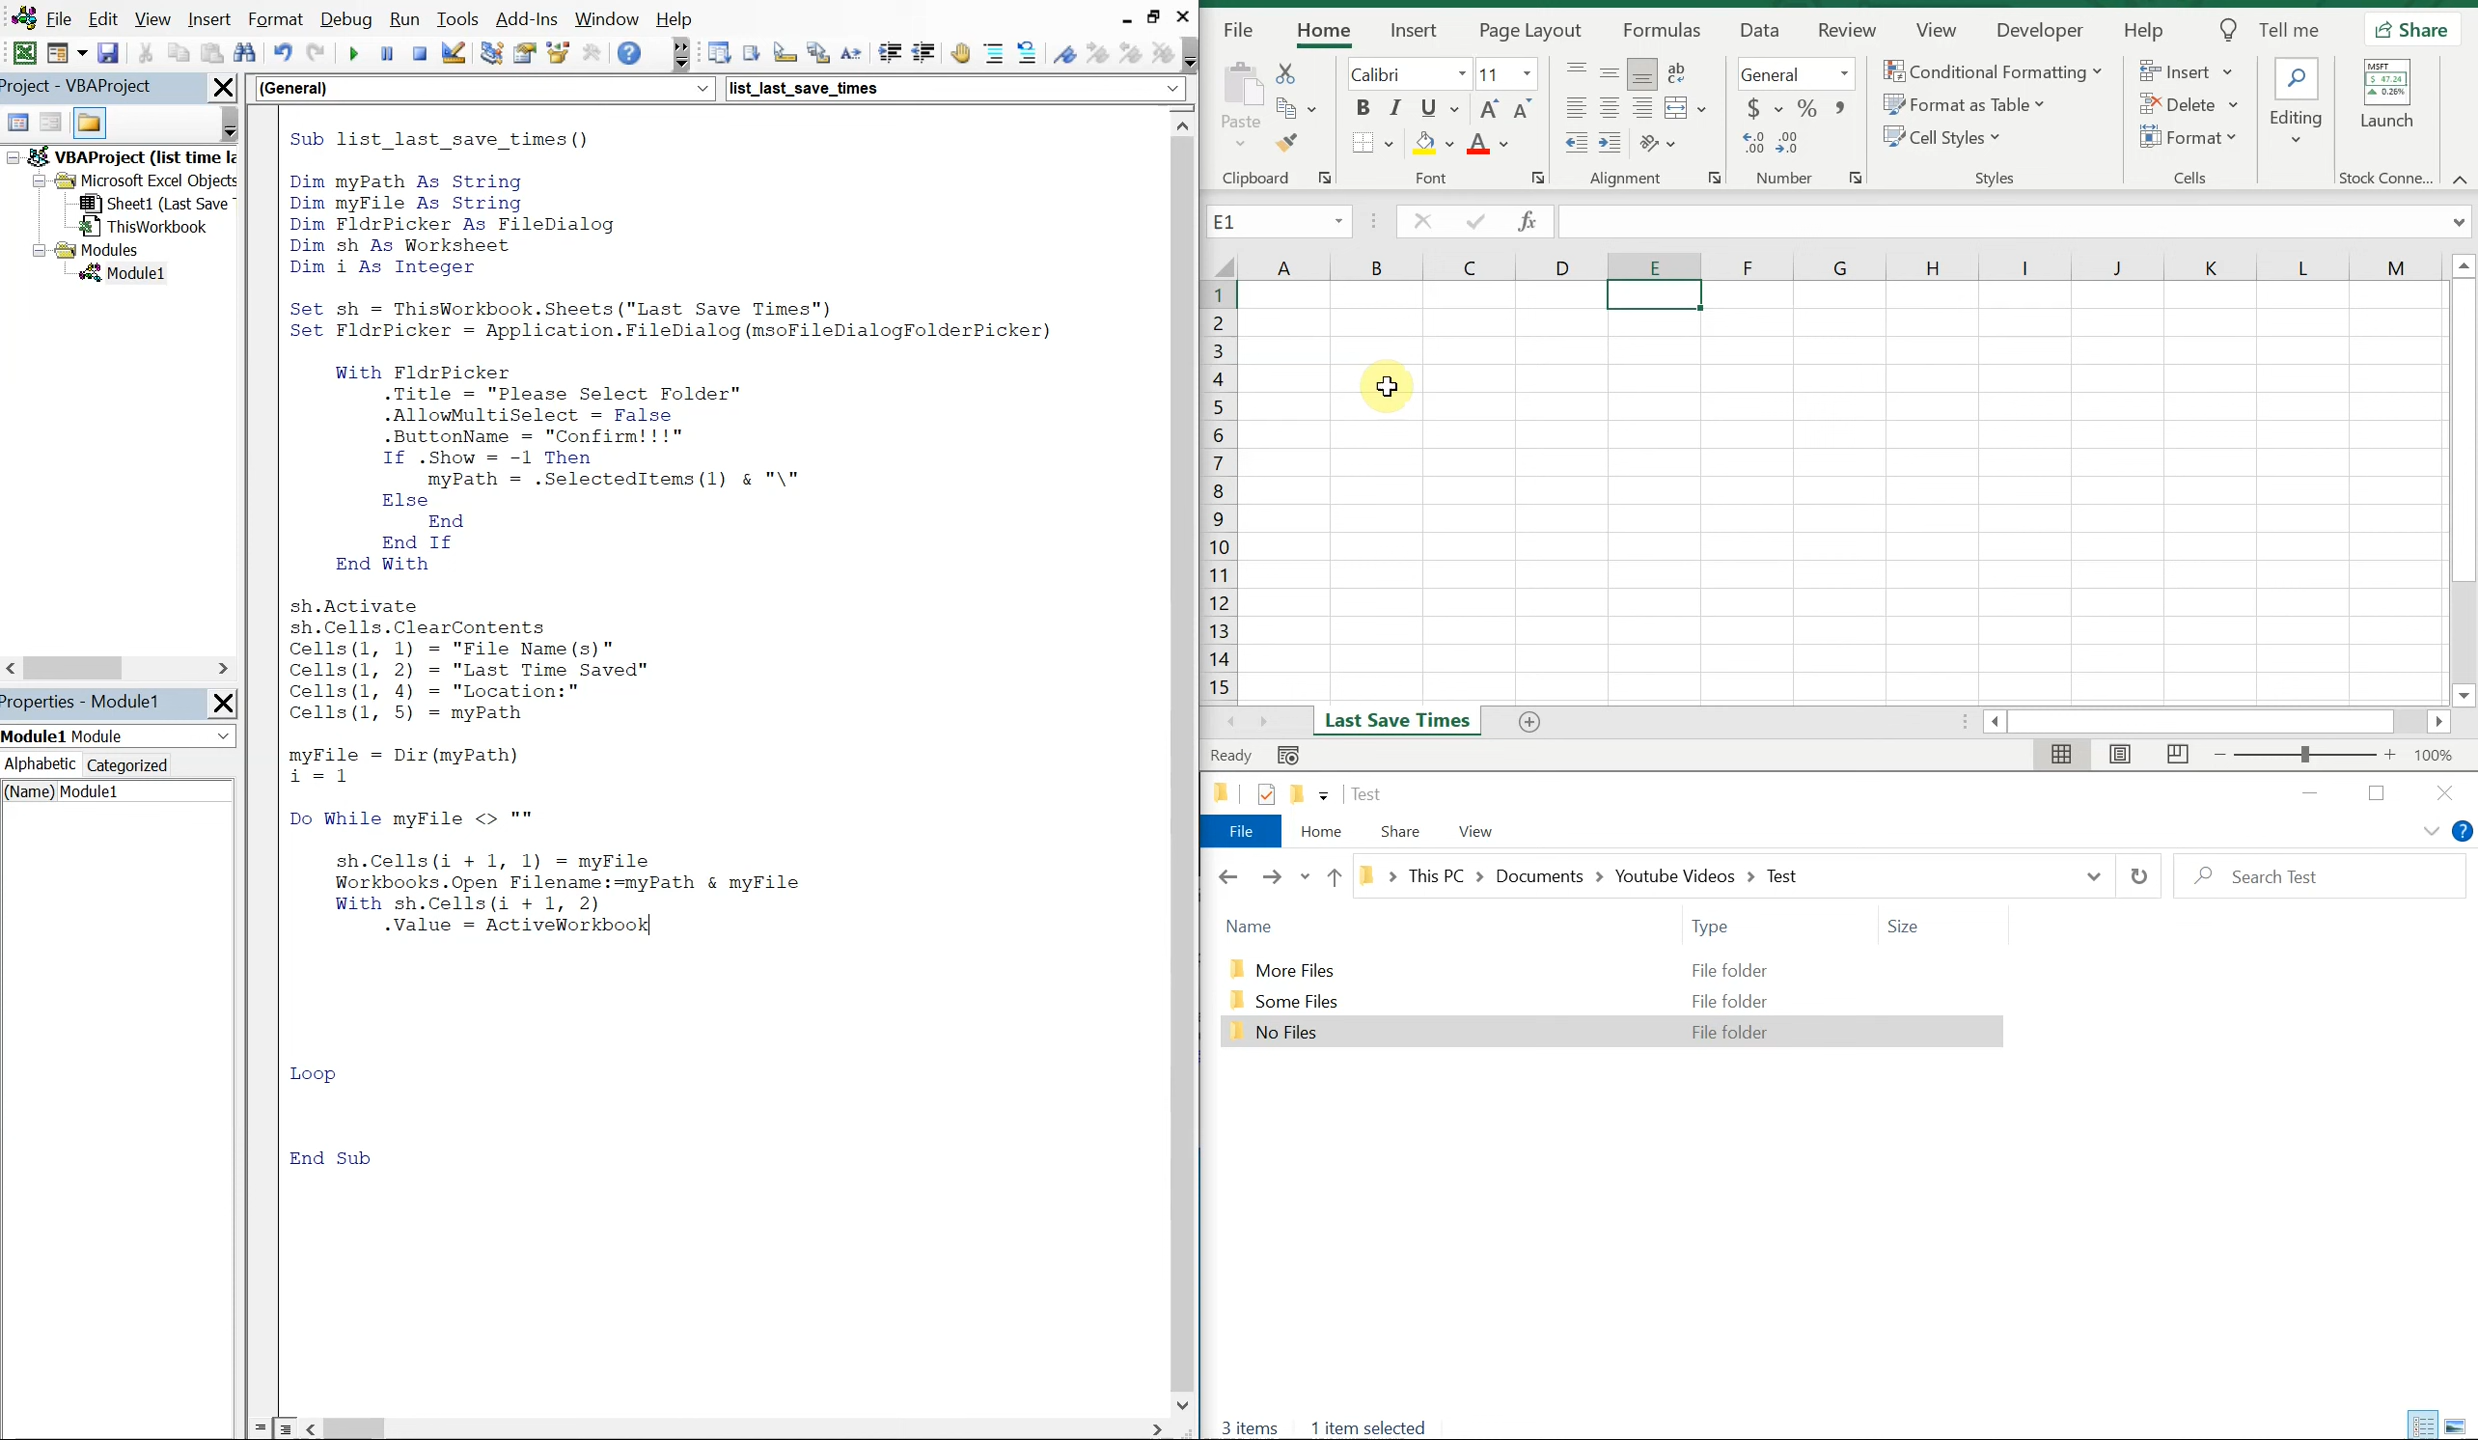 File Edit View Insert Format Debug Run Tools Add-Ins Window Help
Project - VBAProject
(General)
list_last_save_times
VBAProject (list time la
Microsoft Excel Objects
Sheet1 (Last Save T
ThisWorkbook
Modules
Module1
Properties - Module1
Module1 Module
Alphabetic Categorized
(Name) Module1
Sub list_last_save_times()
Dim myPath As String
Dim myFile As String
Dim FldrPicker As FileDialog
Dim sh As Worksheet
Dim i As Integer
Set sh = ThisWorkbook.Sheets("Last Save Times")
Set FldrPicker = Application.FileDialog(msoFileDialogFolderPicker)
With FldrPicker
.Title = "Please Select Folder"
.AllowMultiSelect = False
.ButtonName = "Confirm!!!"
If .Show = -1 Then
myPath = .SelectedItems(1) & "\"
Else
End
End If
End With
sh.Activate
sh.Cells.ClearContents
Cells(1, 1) = "File Name(s)"
Cells(1, 2) = "Last Time Saved"
Cells(1, 4) = "Location:"
Cells(1, 5) = myPath
myFile = Dir(myPath)
i = 1
Do While myFile <> ""
sh.Cells(i + 1, 1) = myFile
Workbooks.Open Filename:=myPath & myFile
With sh.Cells(i + 1, 2)
.Value = ActiveWorkbook
Loop
End Sub
File Home Insert Page Layout Formulas Data Review View Developer Help Tell me Share
Paste
Calibri 11
B I U A A A
ab
General
$ % ,
Conditional Formatting
Format as Table
Cell Styles
Insert
Delete
Format
Editing
MSFT
$ 47.24
0.26%
Launch
Clipboard Font Alignment Number Styles Cells Stock Conne...
E1 fx
A B C D E F G H I J K L M
1
2
3
4
5
6
7
8
9
10
11
12
13
14
15
Last Save Times
Ready 100%
Test
File Home Share View
This PC > Documents > Youtube Videos > Test
Search Test
Name Type Size
More Files File folder
Some Files File folder
No Files File folder
3 items 1 item selected